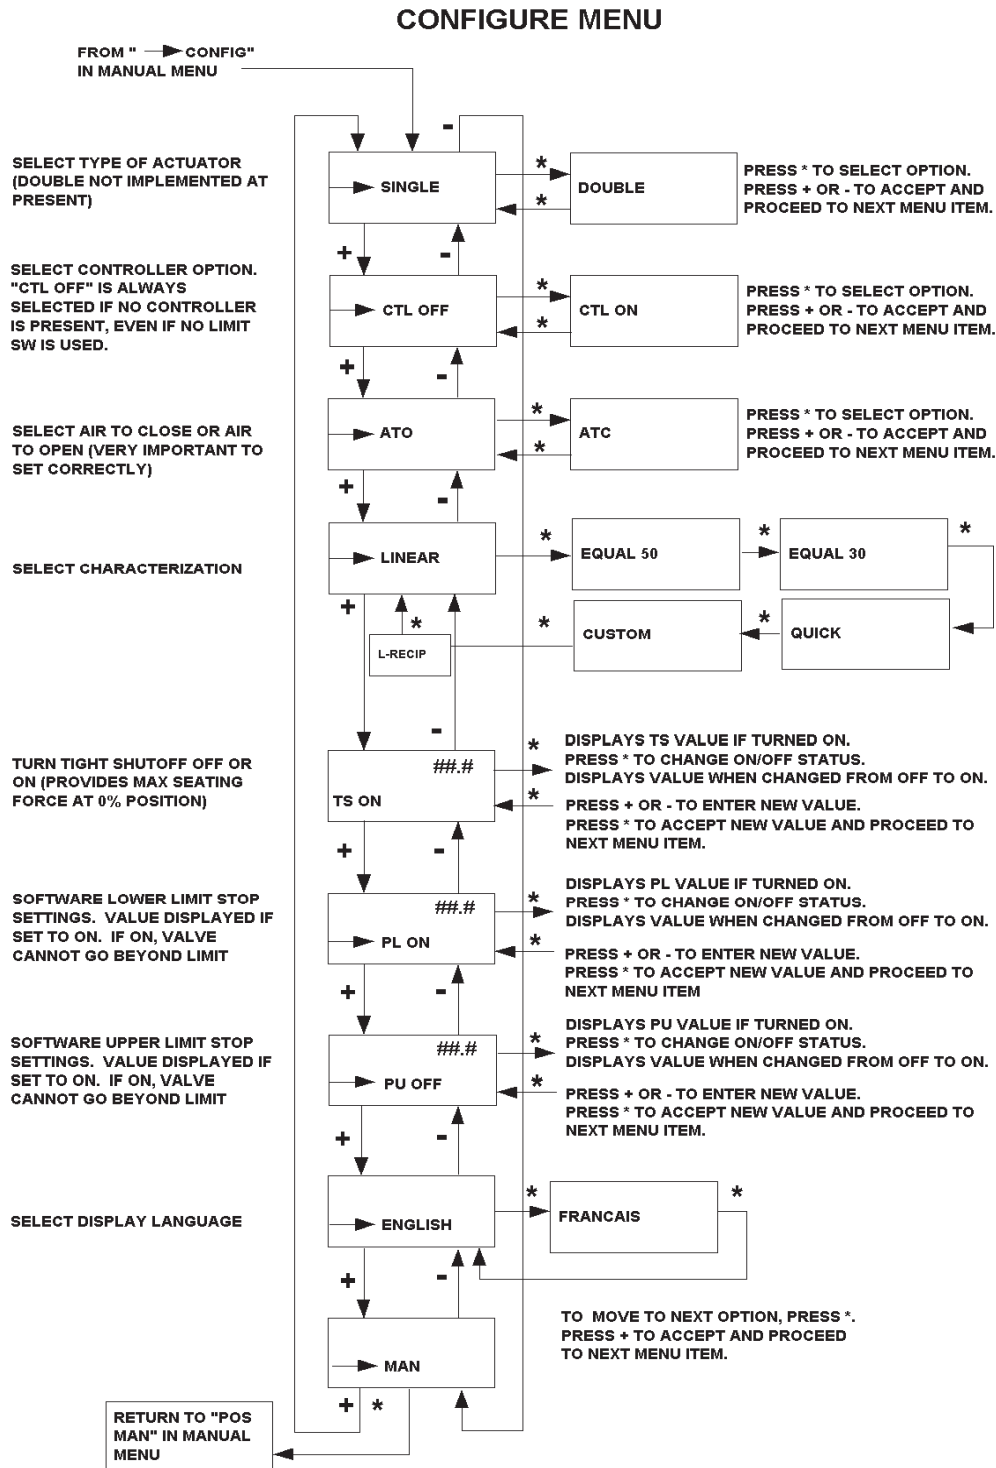 CONFIGURE MENU
FROM " CONFIG"
IN MANUAL MENU
-
SELECT TYPE OF ACTUATOR
(DOUBLE NOT IMPLEMENTED AT
PRESENT)
SINGLE
*
*
DOUBLE
PRESS * TO SELECT OPTION.
PRESS + OR - TO ACCEPT AND
PROCEED TO NEXT MENU ITEM.
+
-
SELECT CONTROLLER OPTION.
"CTL OFF" IS ALWAYS
SELECTED IF NO CONTROLLER
IS PRESENT, EVEN IF NO LIMIT
SW IS USED.
CTL OFF
*
*
CTL ON
PRESS * TO SELECT OPTION.
PRESS + OR - TO ACCEPT AND
PROCEED TO NEXT MENU ITEM.
+
-
SELECT AIR TO CLOSE OR AIR
TO OPEN (VERY IMPORTANT TO
SET CORRECTLY)
ATO
*
*
ATC
PRESS * TO SELECT OPTION.
PRESS + OR - TO ACCEPT AND
PROCEED TO NEXT MENU ITEM.
+
-
SELECT CHARACTERIZATION
LINEAR
*
EQUAL 50
*
EQUAL 30
*
+
*
L-RECIP
*
CUSTOM
*
QUICK
-
TURN TIGHT SHUTOFF OFF OR
ON (PROVIDES MAX SEATING
FORCE AT 0% POSITION)
##.#
TS ON
*
*
DISPLAYS TS VALUE IF TURNED ON.
PRESS * TO CHANGE ON/OFF STATUS.
DISPLAYS VALUE WHEN CHANGED FROM OFF TO ON.
PRESS + OR - TO ENTER NEW VALUE.
PRESS * TO ACCEPT NEW VALUE AND PROCEED TO
NEXT MENU ITEM.
+
-
SOFTWARE LOWER LIMIT STOP
SETTINGS. VALUE DISPLAYED IF
SET TO ON. IF ON, VALVE
CANNOT GO BEYOND LIMIT
##.#
PL ON
*
*
DISPLAYS PL VALUE IF TURNED ON.
PRESS * TO CHANGE ON/OFF STATUS.
DISPLAYS VALUE WHEN CHANGED FROM OFF TO ON.
PRESS + OR - TO ENTER NEW VALUE.
PRESS * TO ACCEPT NEW VALUE AND PROCEED TO
NEXT MENU ITEM
+
-
SOFTWARE UPPER LIMIT STOP
SETTINGS. VALUE DISPLAYED IF
SET TO ON. IF ON, VALVE
CANNOT GO BEYOND LIMIT
##.#
PU OFF
*
*
DISPLAYS PU VALUE IF TURNED ON.
PRESS * TO CHANGE ON/OFF STATUS.
DISPLAYS VALUE WHEN CHANGED FROM OFF TO ON.
PRESS + OR - TO ENTER NEW VALUE.
PRESS * TO ACCEPT NEW VALUE AND PROCEED TO
NEXT MENU ITEM.
+
-
SELECT DISPLAY LANGUAGE
ENGLISH
*
FRANCAIS
*
+
-
MAN
TO MOVE TO NEXT OPTION, PRESS *.
PRESS + TO ACCEPT AND PROCEED
TO NEXT MENU ITEM.
+
*
RETURN TO "POS
MAN" IN MANUAL
MENU